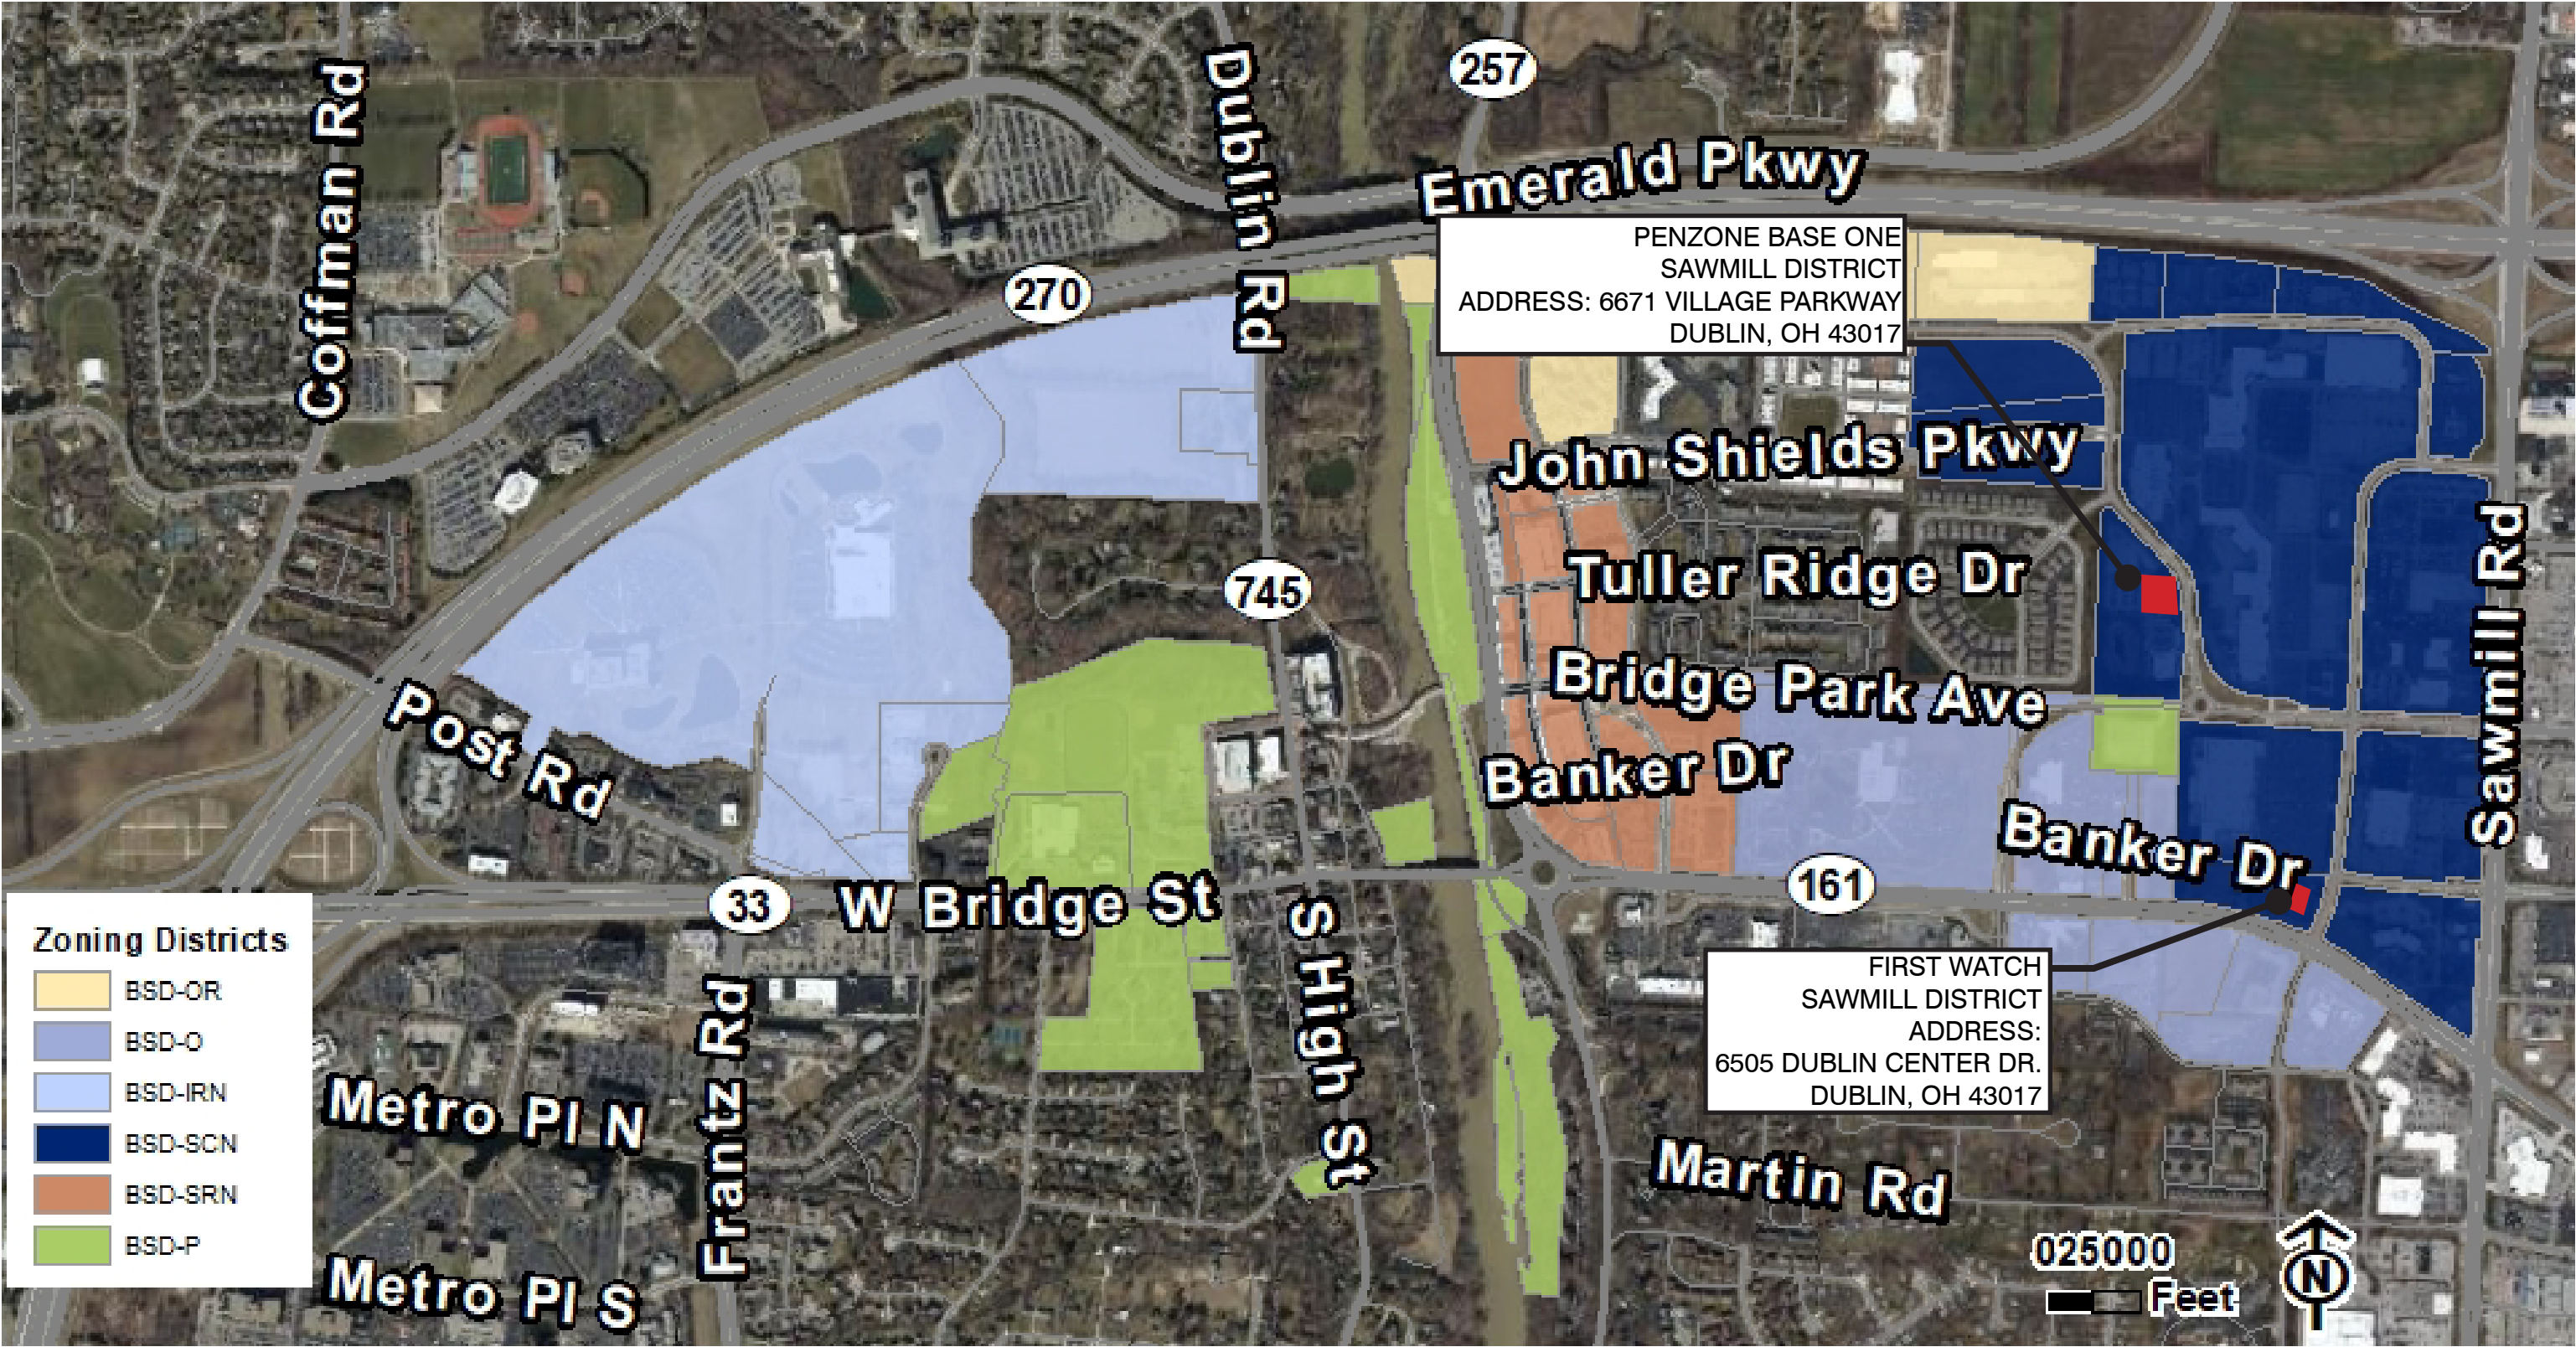 Coffman Rd
Dublin Rd
257
Emerald Pkwy
PENZONE BASE ONE
SAWMILL DISTRICT
ADDRESS: 6671 VILLAGE PARKWAY
DUBLIN, OH 43017
270
John Shields Pkwy
745
Tuller Ridge Dr
Sawmill Rd
Bridge Park Ave
Post Rd
Banker Dr
Banker Dr
161
33
W Bridge St
S High St
FIRST WATCH
SAWMILL DISTRICT
ADDRESS:
6505 DUBLIN CENTER DR.
DUBLIN, OH 43017
Zoning Districts
BSD-OR
BSD-O
BSD-IRN
BSD-SCN
BSD-SRN
BSD-P
Frantz Rd
Metro Pl N
Metro Pl S
Martin Rd
025000
Feet
N